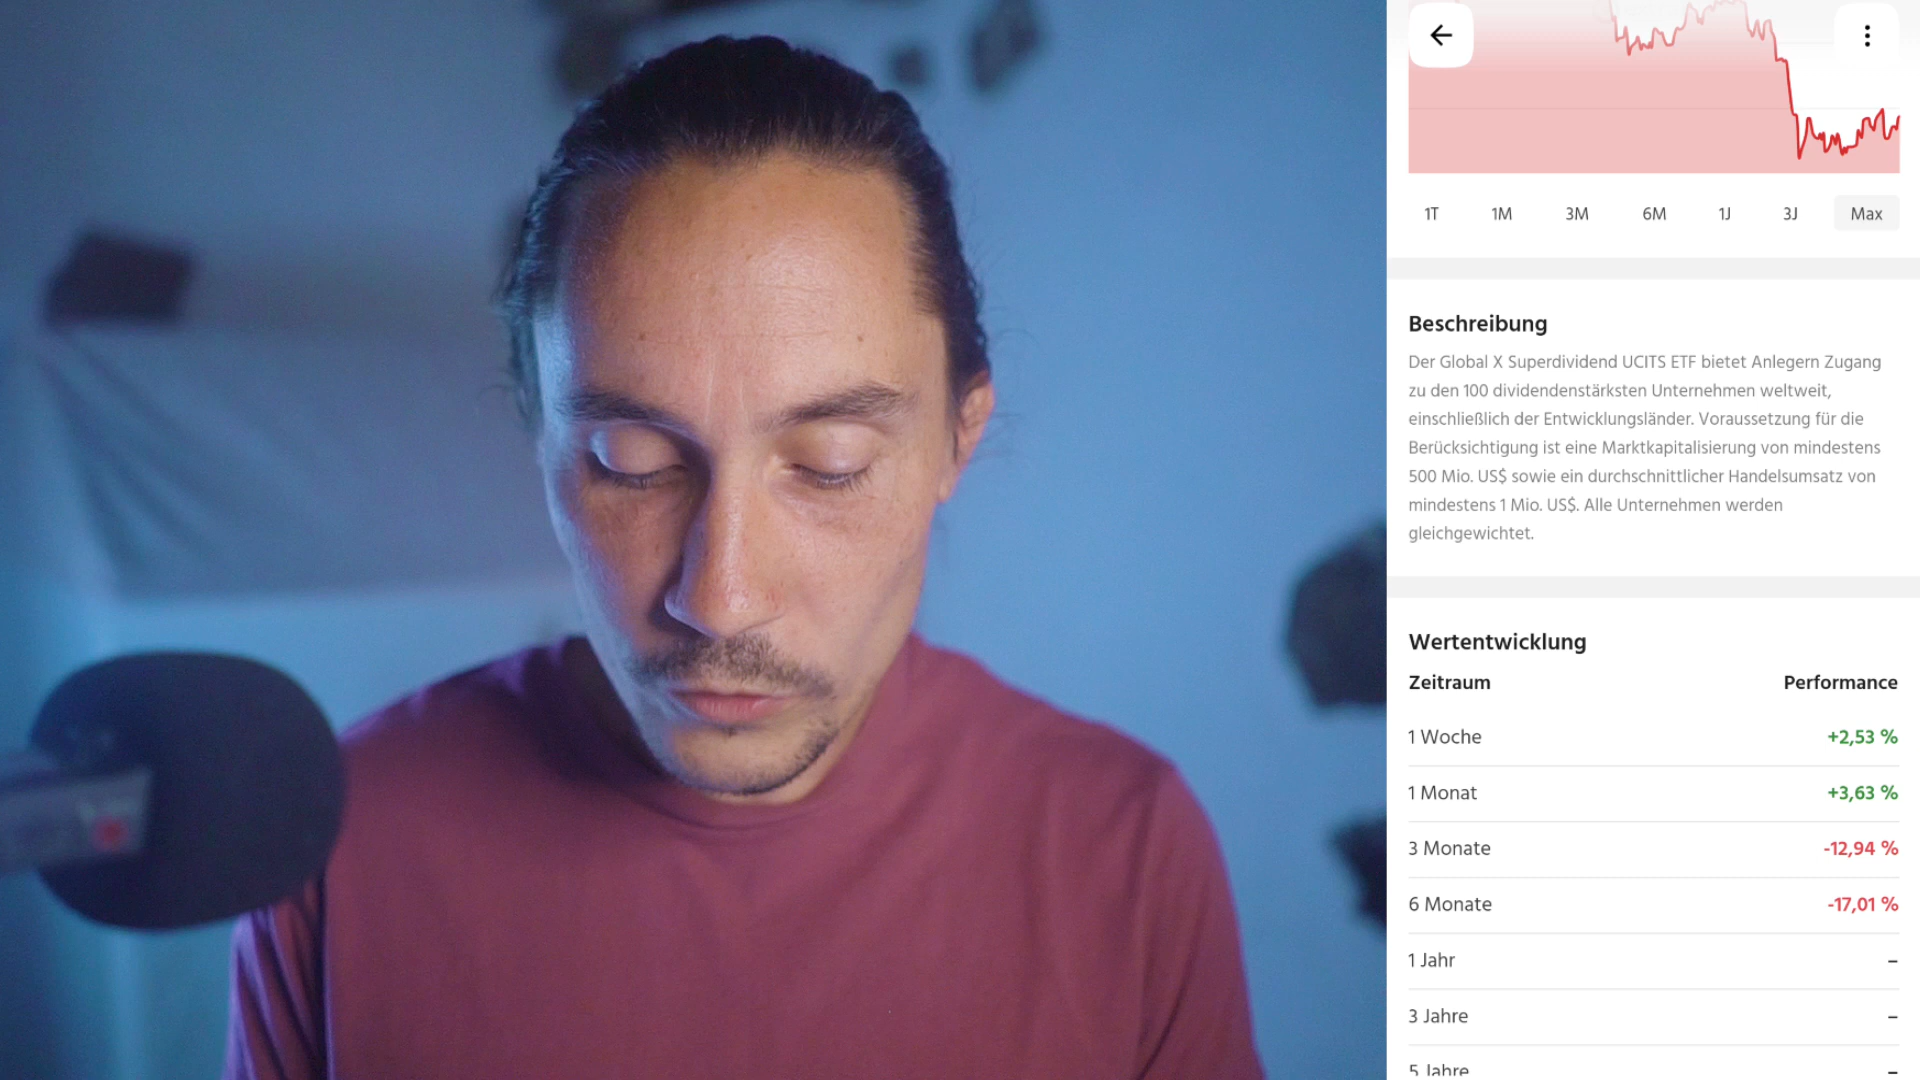 1T 1M 3M 6M 1J 3J Max
Beschreibung
Der Global X Superdividend UCITS ETF bietet Anlegern Zugang
zu den 100 dividendenstärksten Unternehmen weltweit,
einschließlich der Entwicklungsländer. Voraussetzung für die
Berücksichtigung ist eine Marktkapitalisierung von mindestens
500 Mio. US$ sowie ein durchschnittlicher Handelsumsatz von
mindestens 1 Mio. US$. Alle Unternehmen werden
gleichgewichtet.
Wertentwicklung
Zeitraum Performance
1 Woche +2,53 %
1 Monat +3,63 %
3 Monate -12,94 %
6 Monate -17,01 %
1 Jahr –
3 Jahre –
5 Jahre –